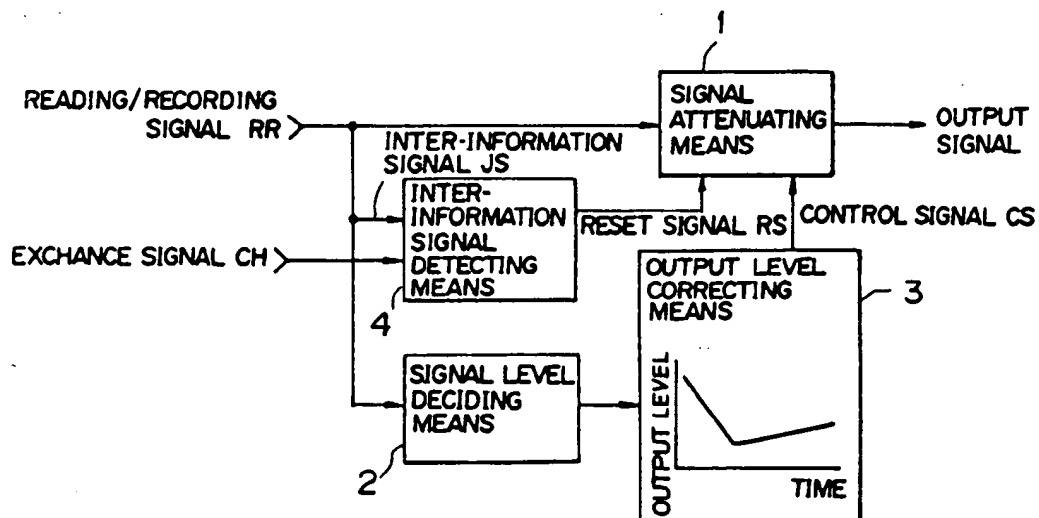 1
READING/RECORDING
SIGNAL RR
SIGNAL
ATTENUATING
MEANS
OUTPUT
SIGNAL
INTER-INFORMATION
SIGNAL JS
INTER-
INFORMATION
SIGNAL
DETECTING
MEANS
RESET SIGNAL RS
CONTROL SIGNAL CS
EXCHANCE SIGNAL CH
4
OUTPUT LEVEL
CORRECTING
MEANS
3
SIGNAL LEVEL
DECIDING
MEANS
2
OUTPUT LEVEL
TIME